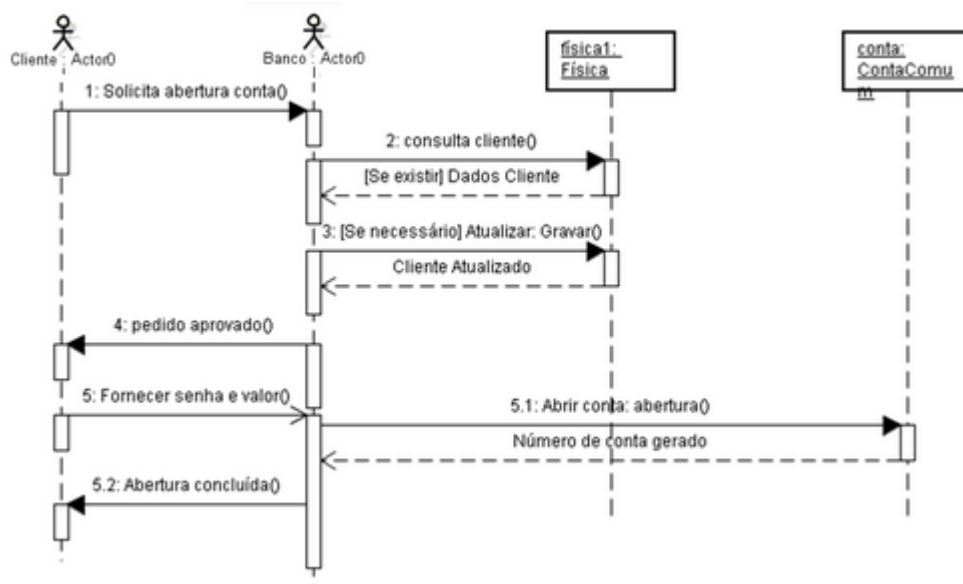 Cliente : Actor0
Banco : Actor0
física1:
Física
conta:
ContaComu
m
1: Solicita abertura conta()
2: consulta cliente()
[Se existir] Dados Cliente
3: [Se necessário] Atualizar: Gravar()
Cliente Atualizado
4: pedido aprovado()
5: Fornecer senha e valor()
5.1: Abrir conta: abertura()
Número de conta gerado
5.2: Abertura concluída()